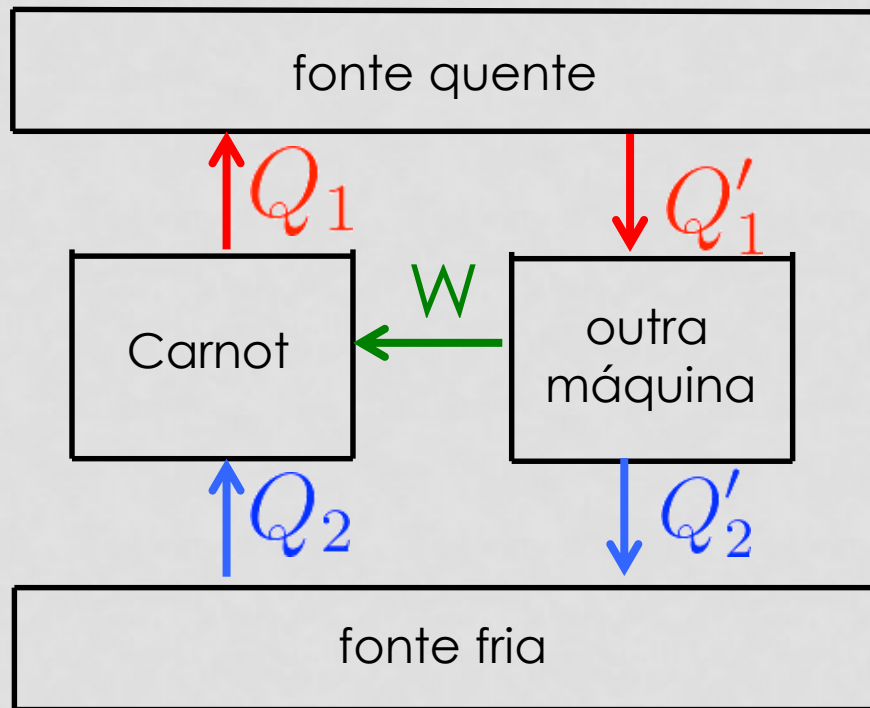 fonte quente
Q₁
Q′₁
W
Carnot
outra
máquina
Q₂
Q′₂
fonte fria